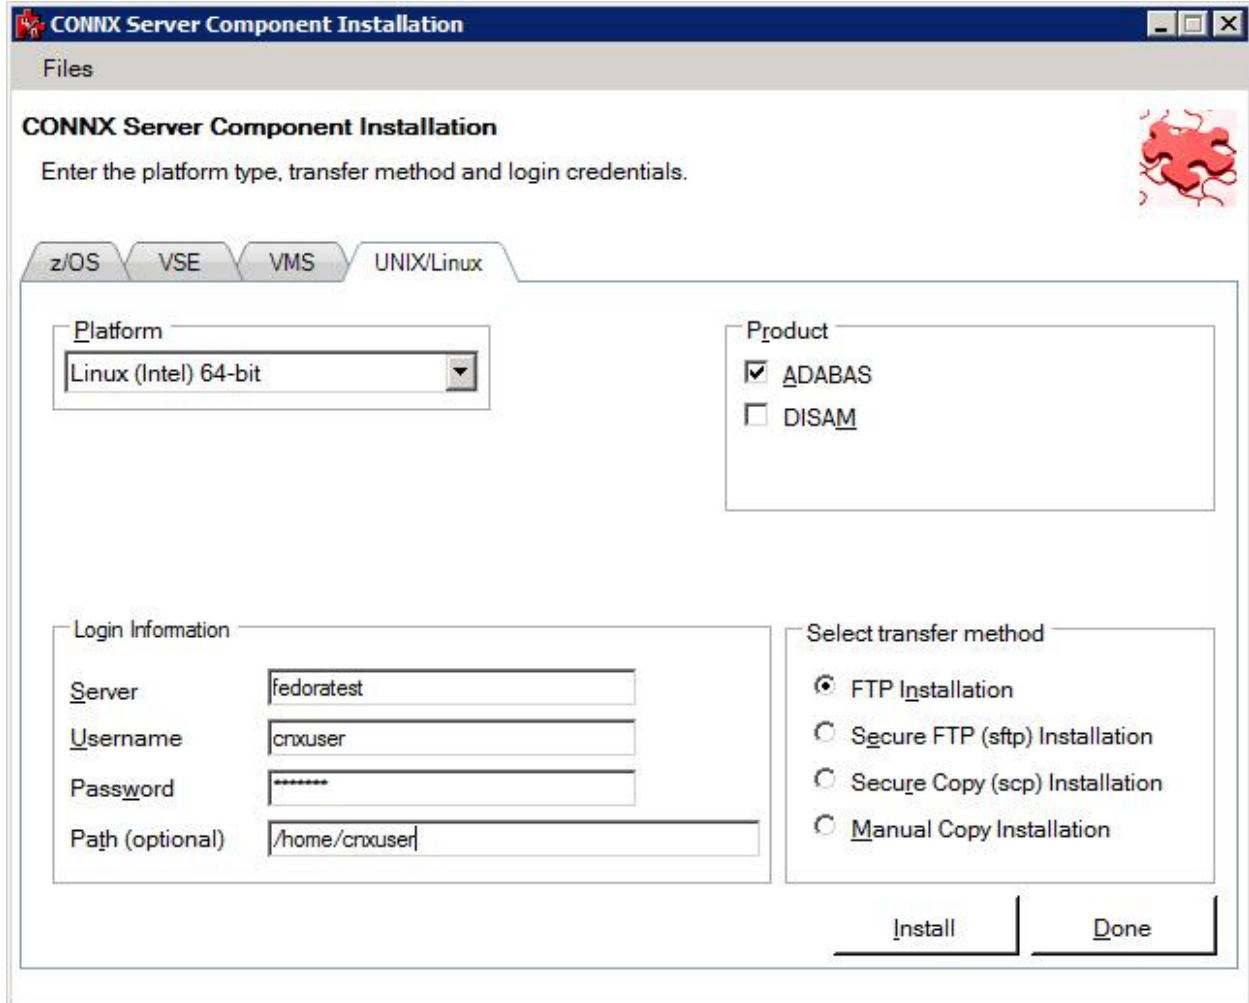 CONNX Server Component Installation
Files
CONNX Server Component Installation
Enter the platform type, transfer method and login credentials.
z/OS VSE VMS UNIX/Linux
Platform
Linux (Intel) 64-bit
Product
ADABAS
DISAM
Login Information
Server fedoratest
Username cnxuser
Password *******
Path (optional) /home/cnxuser
Select transfer method
FTP Installation
Secure FTP (sftp) Installation
Secure Copy (scp) Installation
Manual Copy Installation
Install Done